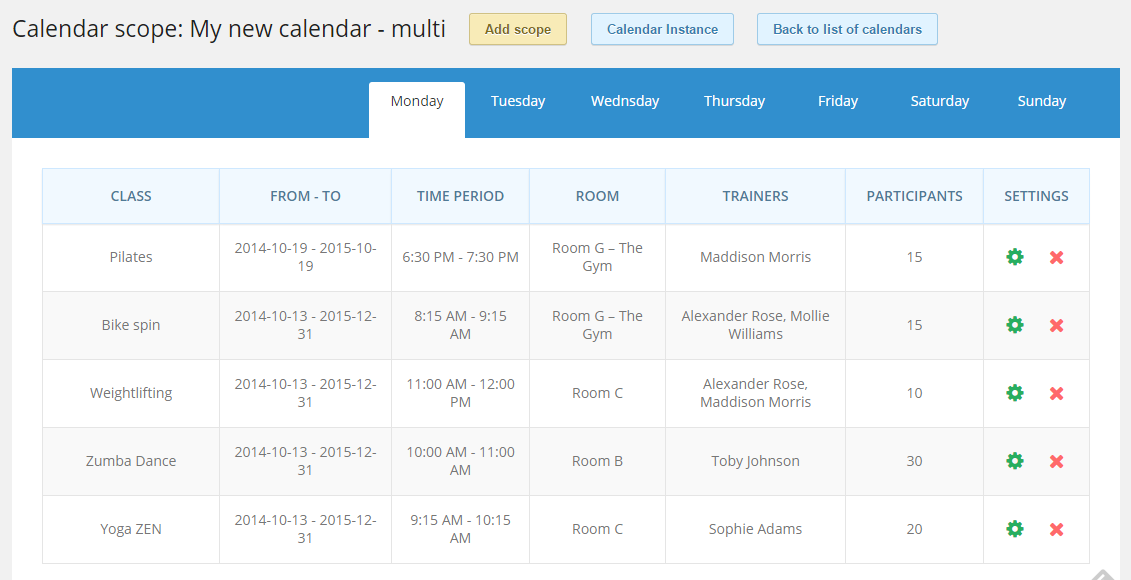 Calendar scope: My new calendar - multi Add scope Calendar Instance Back to list of calendars
Monday Tuesday Wednsday Thursday Friday Saturday Sunday
CLASS FROM - TO TIME PERIOD ROOM TRAINERS PARTICIPANTS SETTINGS
Pilates
2014-10-19 - 2015-10-
19
6:30 PM - 7:30 PM
Room G – The
Gym
Maddison Morris
15
Bike spin
2014-10-13 - 2015-12-
31
8:15 AM - 9:15
AM
Room G – The
Gym
Alexander Rose, Mollie
Williams
15
Weightlifting
2014-10-13 - 2015-12-
31
11:00 AM - 12:00
PM
Room C
Alexander Rose,
Maddison Morris
10
Zumba Dance
2014-10-13 - 2015-12-
31
10:00 AM - 11:00
AM
Room B
Toby Johnson
30
Yoga ZEN
2014-10-13 - 2015-12-
31
9:15 AM - 10:15
AM
Room C
Sophie Adams
20